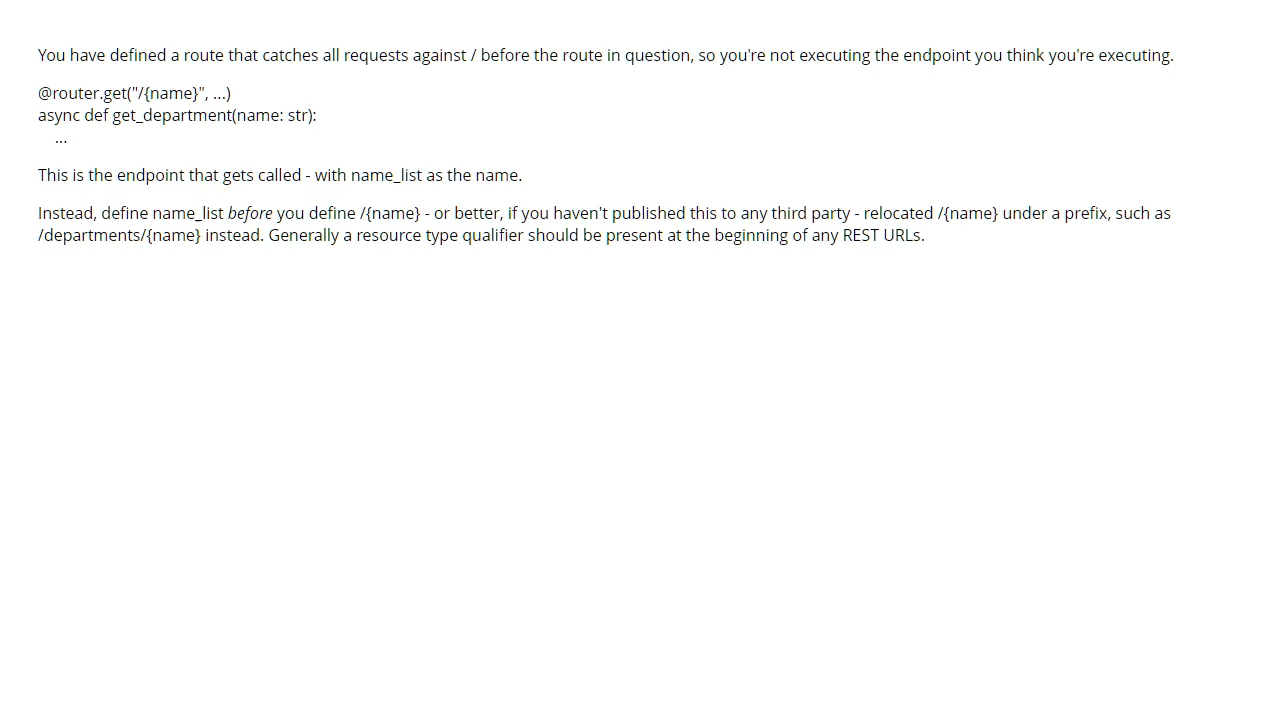 You have defined a route that catches all requests against / before the route in question, so you're not executing the endpoint you think you're executing.
@router.get("/{name}", ...)
async def get_department(name: str):
    ...
This is the endpoint that gets called - with name_list as the name.
Instead, define name_list before you define /{name} - or better, if you haven't published this to any third party - relocated /{name} under a prefix, such as
/departments/{name} instead. Generally a resource type qualifier should be present at the beginning of any REST URLs.